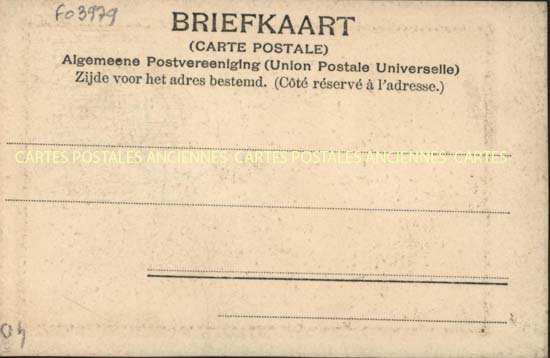 Fo3979
BRIEFKAART
(CARTE POSTALE)
Algemeene Postvereeniging (Union Postale Universelle)
Zijde voor het adres bestemd. (Côté réservé à l'adresse.)
CARTES POSTALES ANCIENNES CARTES POSTALES ANCIENNES CARTES